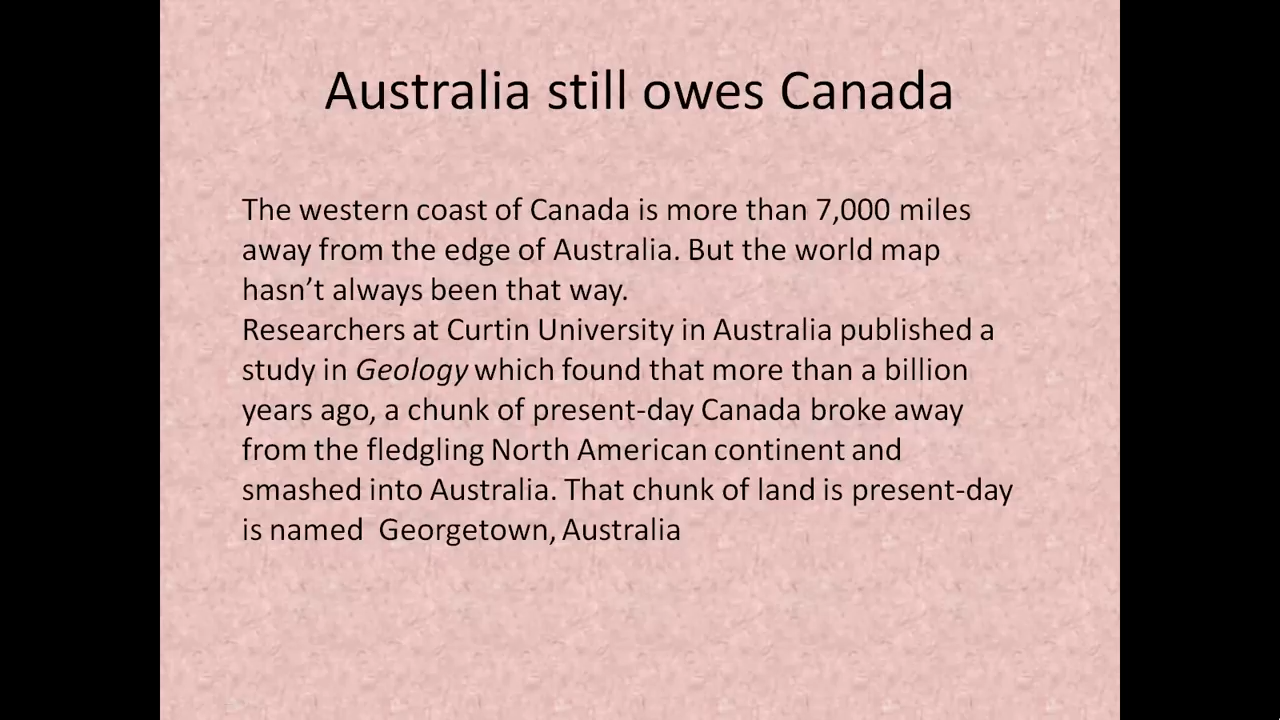 Australia still owes Canada
The western coast of Canada is more than 7,000 miles
away from the edge of Australia. But the world map
hasn’t always been that way.
Researchers at Curtin University in Australia published a
study in Geology which found that more than a billion
years ago, a chunk of present-day Canada broke away
from the fledgling North American continent and
smashed into Australia. That chunk of land is present-day
is named  Georgetown, Australia